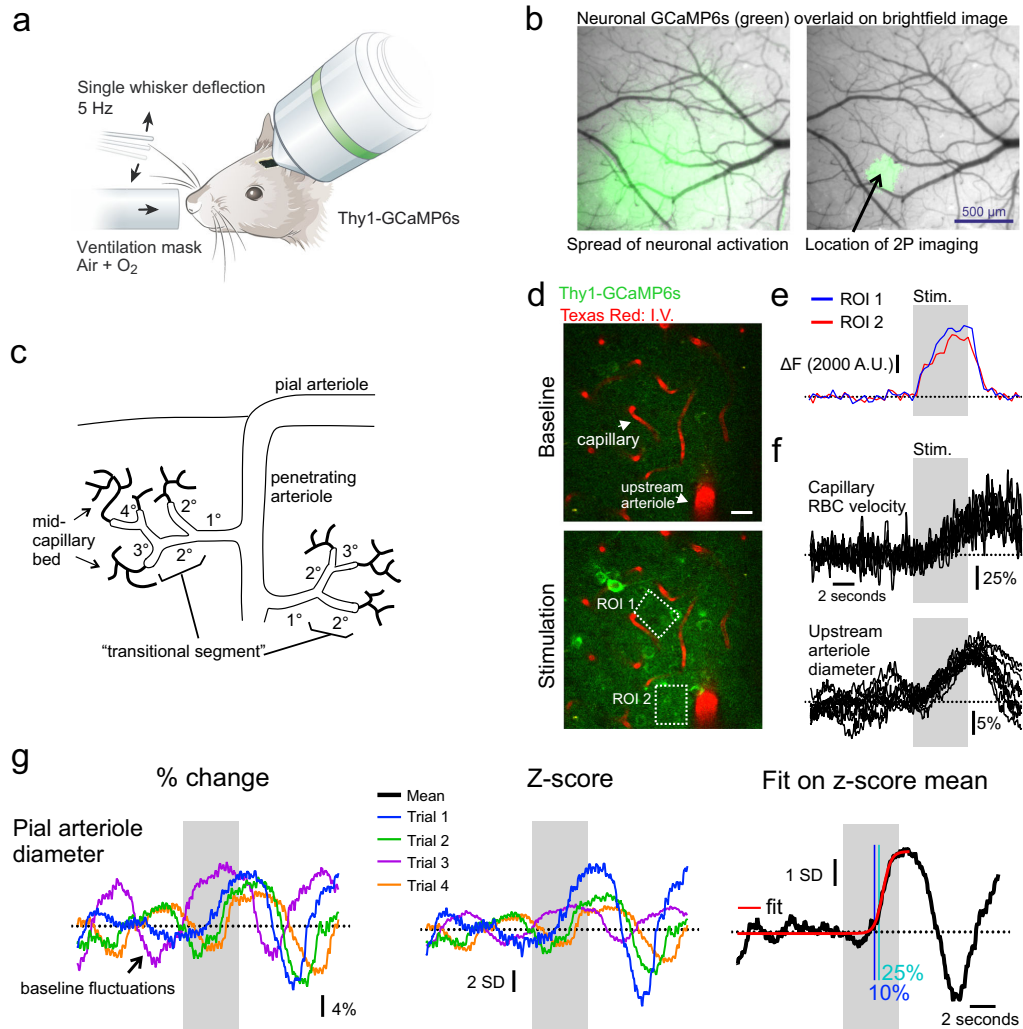 a
Single whisker deflection
5 Hz
Thy1-GCaMP6s
Ventilation mask
Air + O2
b
Neuronal GCaMP6s (green) overlaid on brightfield image
500 µm
Spread of neuronal activation
Location of 2P imaging
c
pial arteriole
penetrating
arteriole
mid-
capillary
bed
4°
2°
1°
3°
2°
3°
2°
1°
2°
"transitional segment"
d
Thy1-GCaMP6s
Texas Red: I.V.
Baseline
capillary
upstream
arteriole
Stimulation
ROI 1
ROI 2
e
ROI 1
ROI 2
Stim.
ΔF (2000 A.U.)
f
Stim.
Capillary
RBC velocity
2 seconds
25%
Upstream
arteriole
diameter
5%
g
% change
Z-score
Fit on z-score mean
Pial arteriole
diameter
Mean
Trial 1
Trial 2
Trial 3
Trial 4
baseline fluctuations
4%
2 SD
1 SD
fit
25%
10%
2 seconds